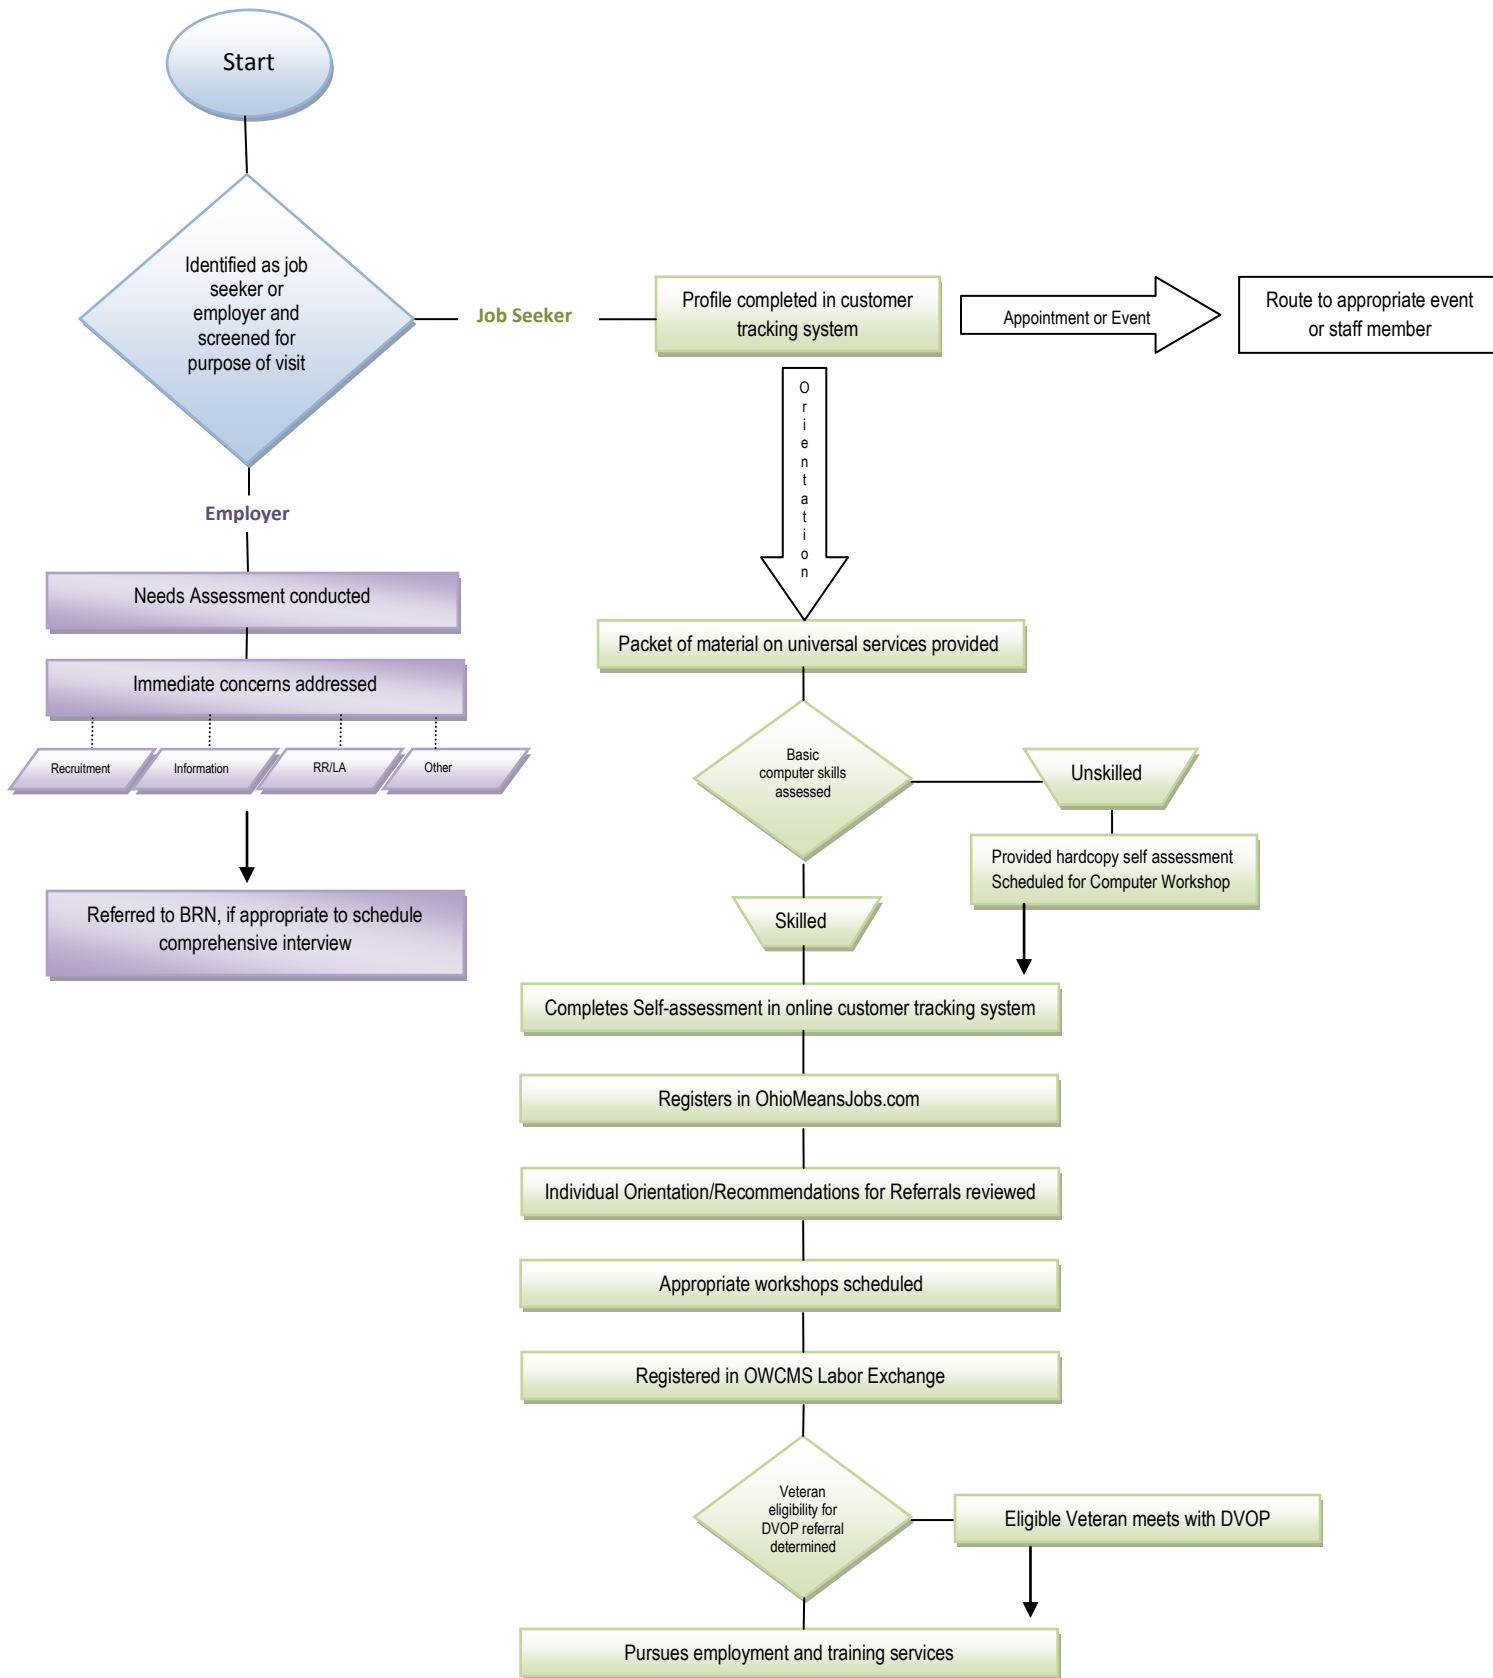 Start
Identified as job
seeker or
employer and
screened for
purpose of visit
Job Seeker
Profile completed in customer
tracking system
Appointment or Event
Route to appropriate event
or staff member
Orientation
Employer
Needs Assessment conducted
Immediate concerns addressed
Recruitment
Information
RR/LA
Other
Referred to BRN, if appropriate to schedule
comprehensive interview
Packet of material on universal services provided
Basic
computer skills
assessed
Unskilled
Provided hardcopy self assessment
Scheduled for Computer Workshop
Skilled
Completes Self-assessment in online customer tracking system
Registers in OhioMeansJobs.com
Individual Orientation/Recommendations for Referrals reviewed
Appropriate workshops scheduled
Registered in OWCMS Labor Exchange
Veteran
eligibility for
DVOP referral
determined
Eligible Veteran meets with DVOP
Pursues employment and training services